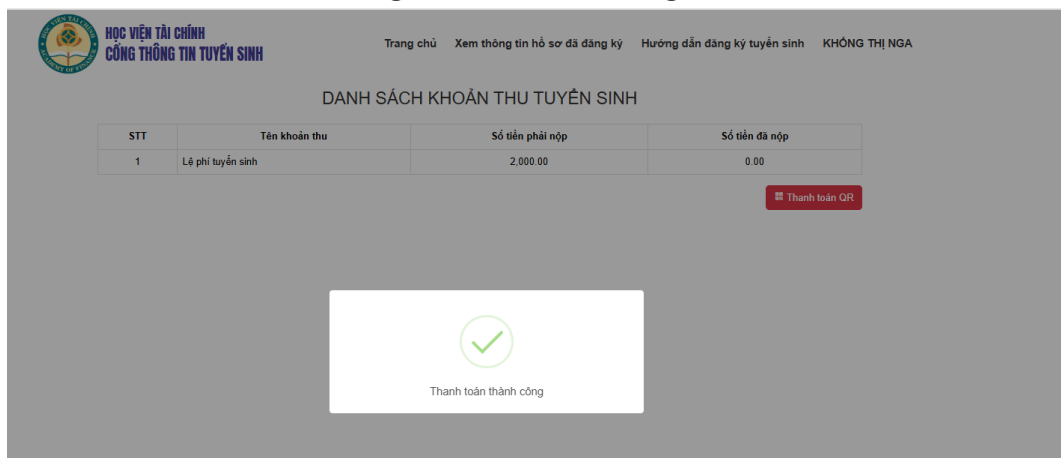 HỌC VIỆN TÀI CHÍNH
CỔNG THÔNG TIN TUYỂN SINH
Trang chủ Xem thông tin hồ sơ đã đăng ký Hướng dẫn đăng ký tuyển sinh KHỔNG THỊ NGA
DANH SÁCH KHOẢN THU TUYỂN SINH
STT Tên khoản thu Số tiền phải nộp Số tiền đã nộp
1 Lệ phí tuyển sinh 2,000.00 0.00
Thanh toán QR
Thanh toán thành công